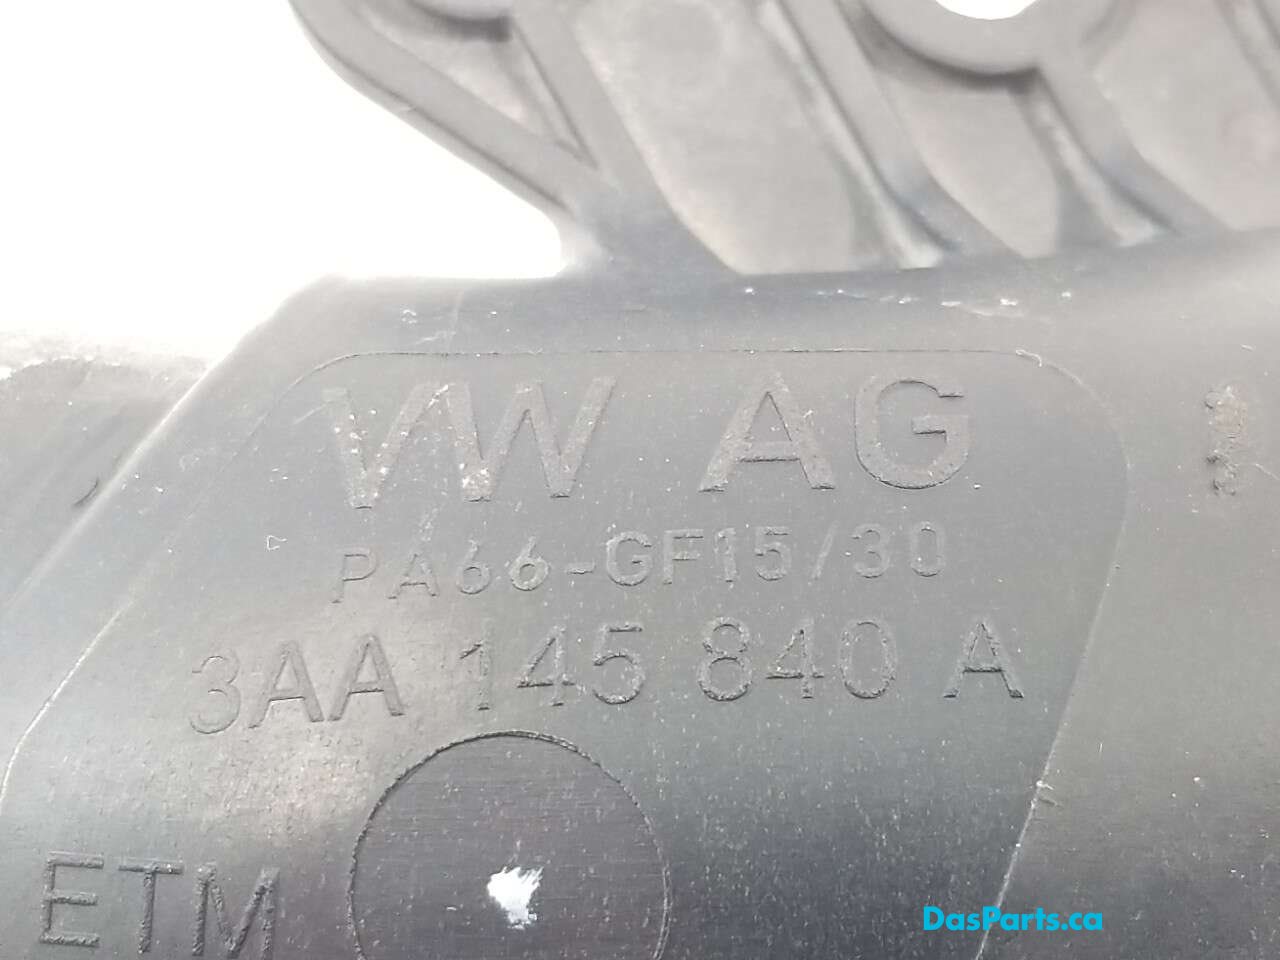 VW AG
PA66-GF15/30
3AA 145 840 A
ETM
DasParts.ca